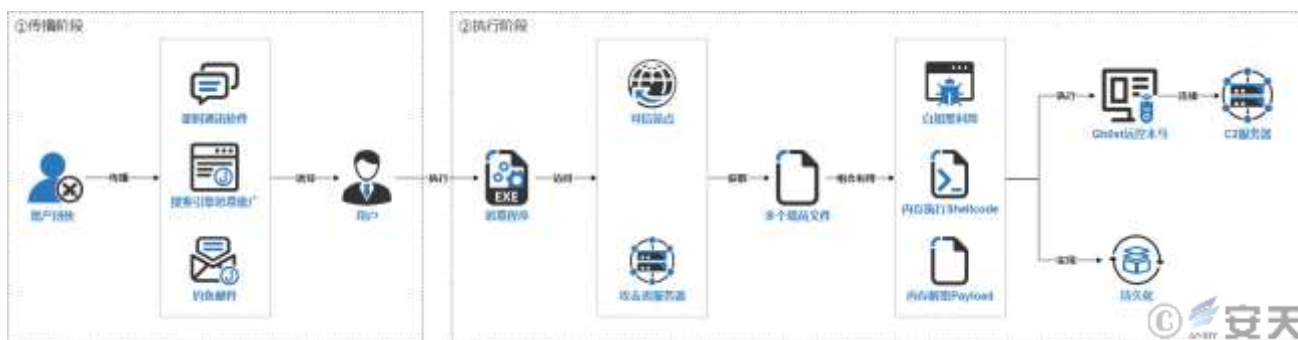 ①传播阶段
②执行阶段
即时通讯软件
可信站点
白加黑利用
执行
连接
Gh0st远控木马
C2服务器
传播
搜索引擎恶意推广
诱导
执行
EXE
访问
获取
组合利用
内存执行Shellcode
黑产团伙
用户
恶意程序
多个载荷文件
实现
钓鱼邮件
攻击者服务器
内存解密Payload
持久化
© 安天
ANTIY